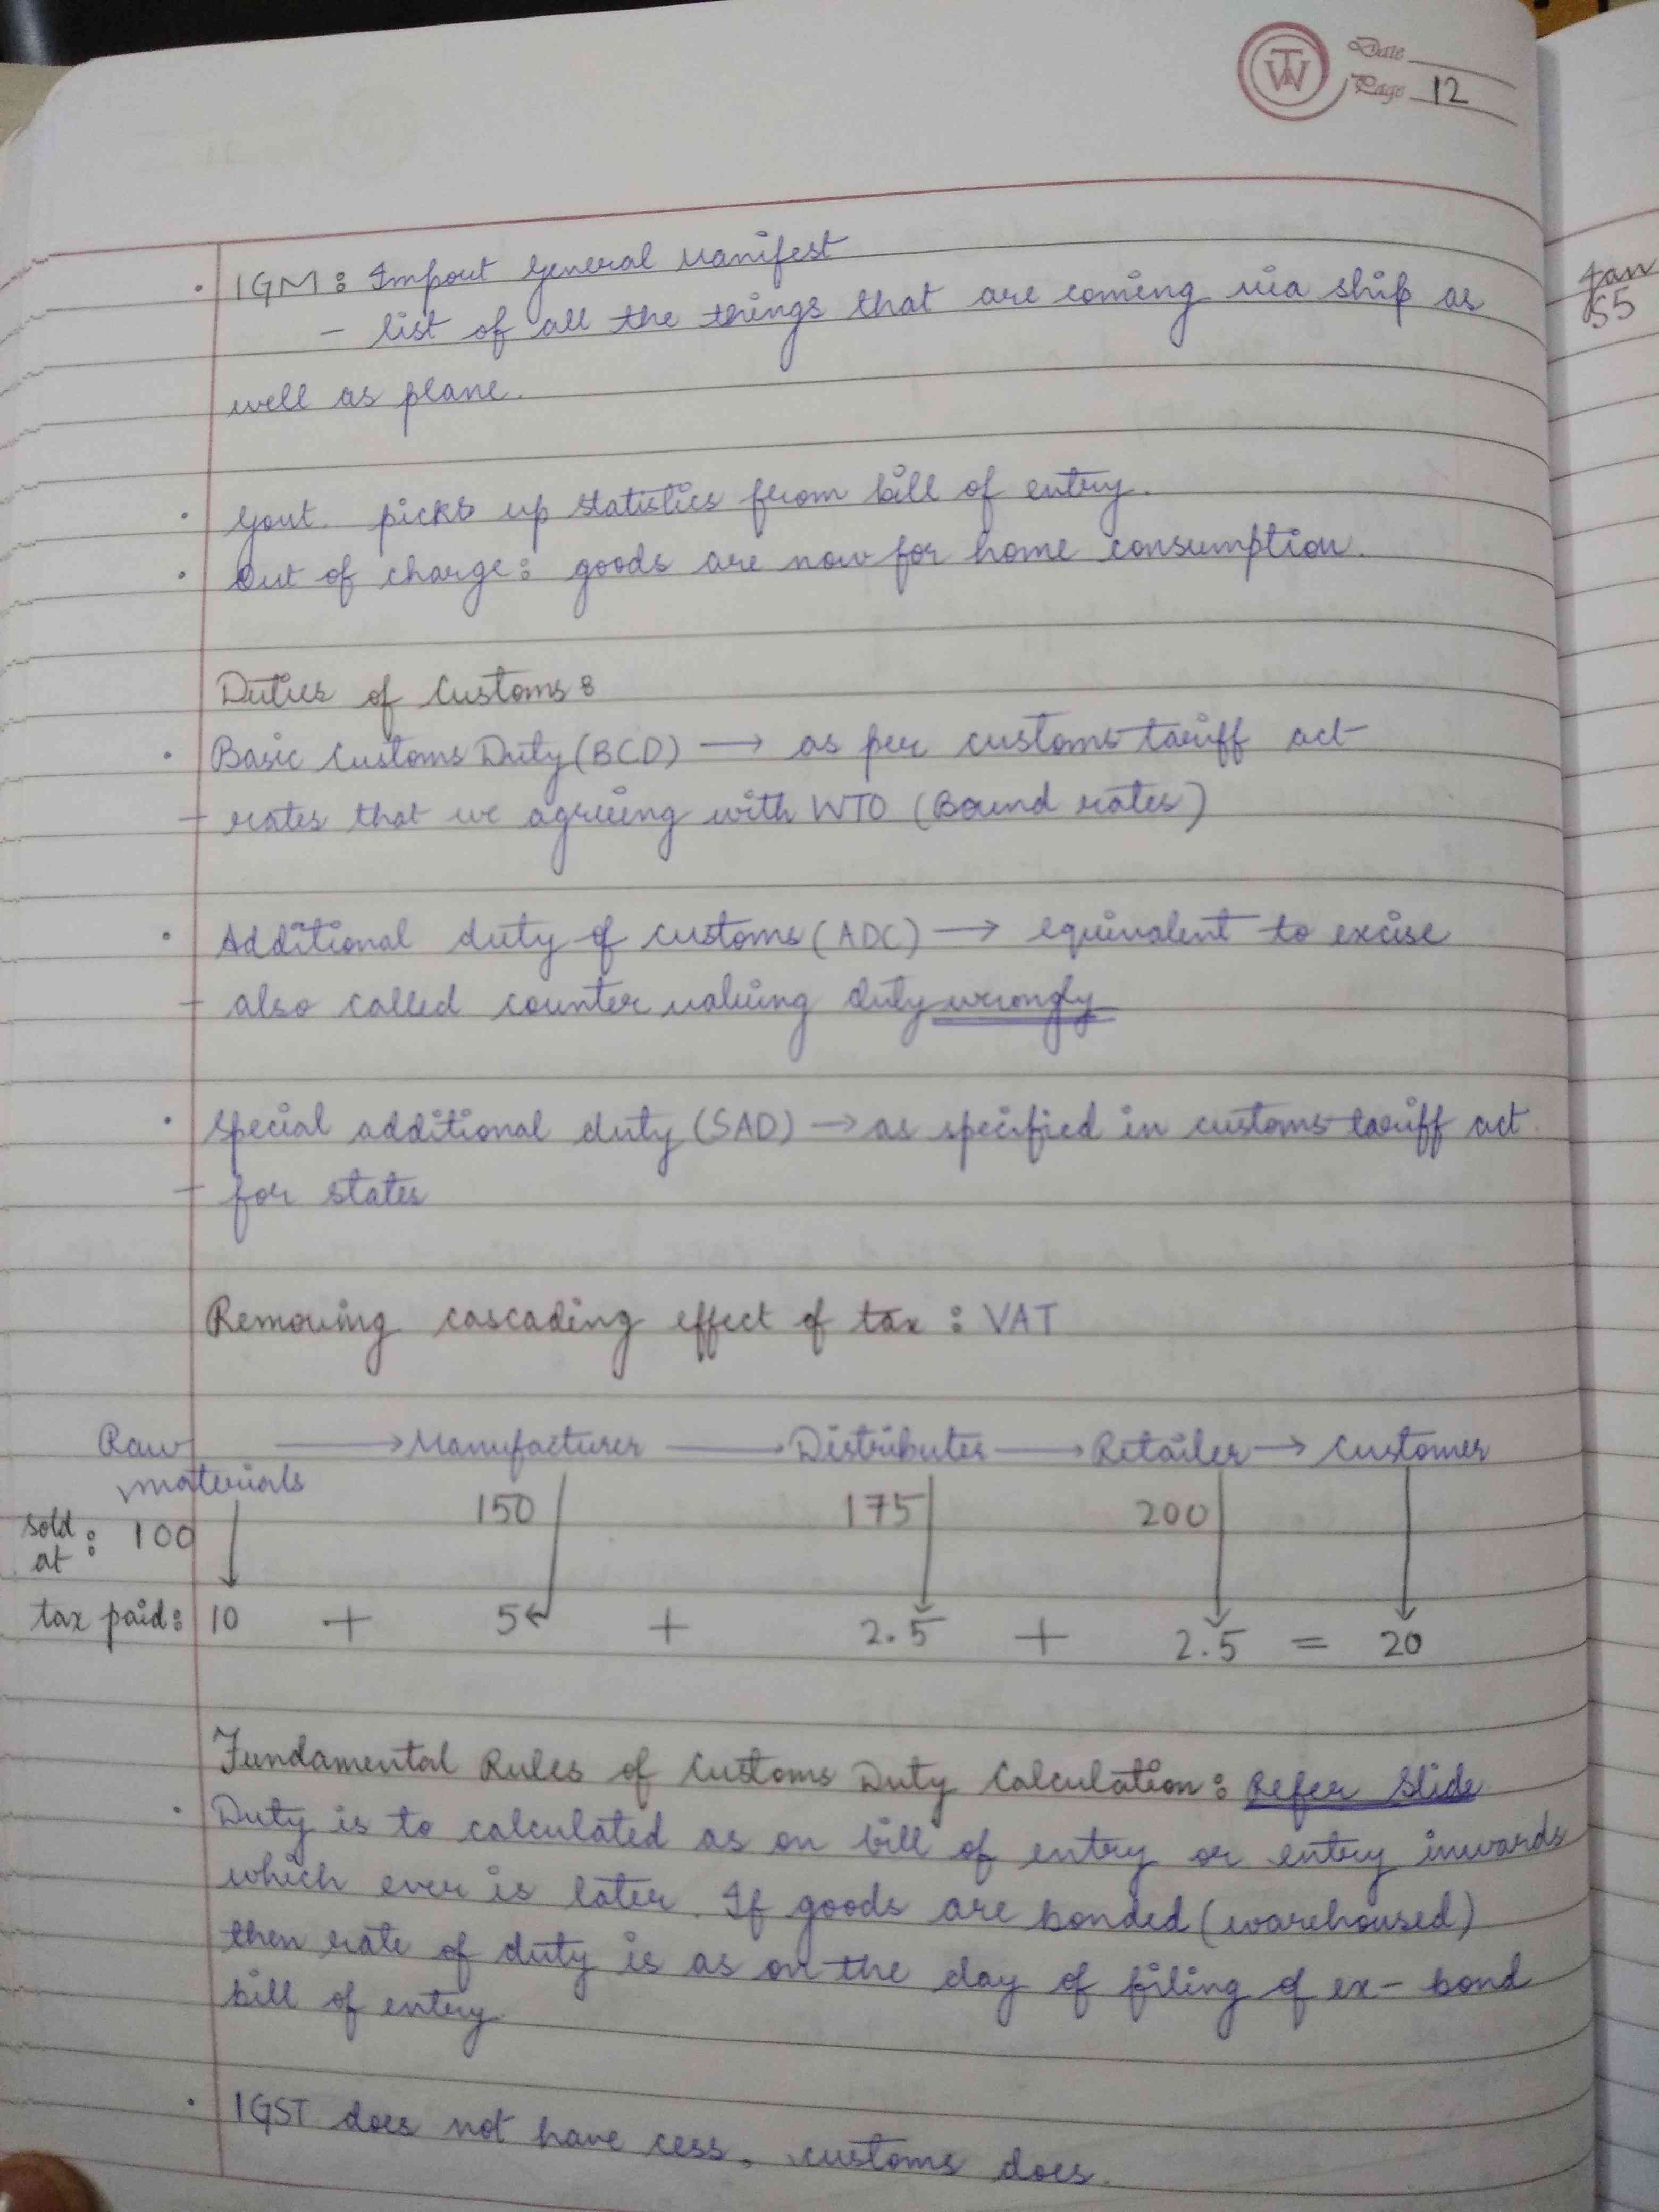 TW
Date
Page 12
• IGM: Import General Manifest
- list of all the things that are coming via ship as
well as plane.
• Govt. picks up statistics from bill of entry.
• Out of charge: goods are now for home consumption.
Duties of Customs:
• Basic Customs Duty (BCD) → as per customs tariff act
- rates that we agreeing with WTO (Bound rates)
• Additional duty of customs (ADC) → equivalent to excise
- also called counter valuing duty wrongly
• Special additional duty (SAD) → as specified in customs tariff act.
- for states
Removing cascading effect of tax: VAT
Raw materials → Manufacturer → Distributer → Retailer → Customer
sold at: 100 150 175 200
tax paid: 10 + 5 + 2.5 + 2.5 = 20
Fundamental Rules of Customs Duty Calculation: Refer Slide
• Duty is to calculated as on bill of entry or entry inwards
which ever is later. If goods are bonded (warehoused)
then rate of duty is as on the day of filing of ex-bond
bill of entry.
• IGST does not have cess, customs does.